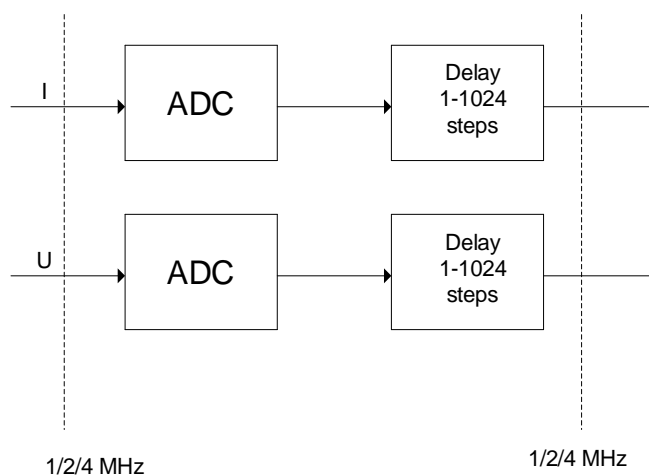 I
ADC
Delay
1-1024
steps
U
ADC
Delay
1-1024
steps
1/2/4 MHz
1/2/4 MHz